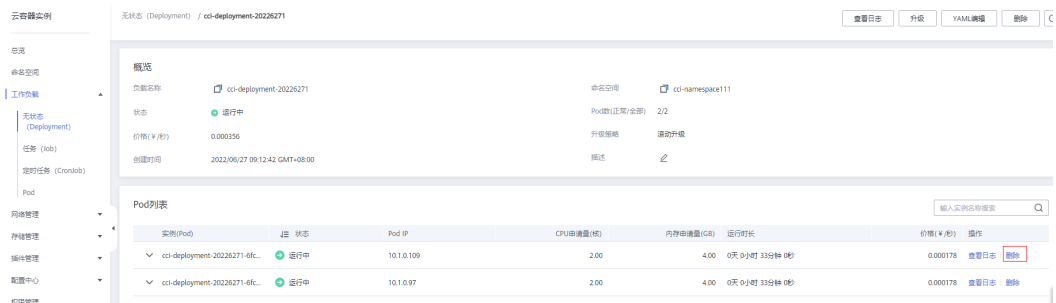 云容器实例
无状态 (Deployment) / cci-deployment-20226271
查看日志 升级 YAML编辑 删除
总览
命名空间
工作负载
无状态
(Deployment)
任务 (Job)
定时任务 (CronJob)
Pod
网络管理
存储管理
插件管理
配置中心
权限管理
概览
负载名称 cci-deployment-20226271 命名空间 cci-namespace111
状态 运行中 Pod数(正常/全部) 2/2
价格(¥/秒) 0.000356 升级策略 滚动升级
创建时间 2022/06/27 09:12:42 GMT+08:00 描述
Pod列表
输入实例名称搜索
实例(Pod) 状态 Pod IP CPU申请量(核) 内存申请量(GB) 运行时长 价格(¥/秒) 操作
cci-deployment-20226271-6fc... 运行中 10.1.0.109 2.00 4.00 0天 0小时 33分钟 0秒 0.000178 查看日志 删除
cci-deployment-20226271-6fc... 运行中 10.1.0.97 2.00 4.00 0天 0小时 33分钟 0秒 0.000178 查看日志 删除